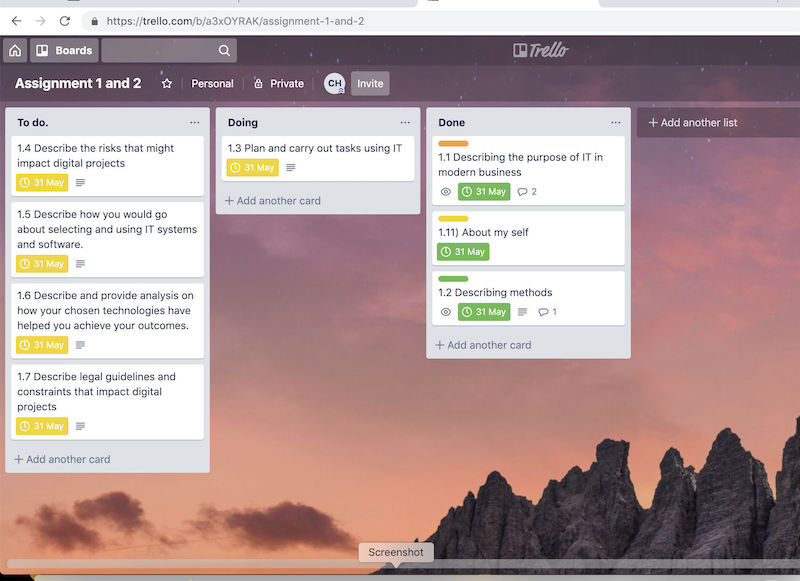 https://trello.com/b/a3xOYRAK/assignment-1-and-2
Boards
Trello
Assignment 1 and 2
Personal
Private
CH
Invite
To do.
1.4 Describe the risks that might
impact digital projects
31 May
1.5 Describe how you would go
about selecting and using IT systems
and software.
31 May
1.6 Describe and provide analysis on
how your chosen technologies have
helped you achieve your outcomes.
31 May
1.7 Describe legal guidelines and
constraints that impact digital
projects
31 May
+ Add another card
Doing
1.3 Plan and carry out tasks using IT
31 May
+ Add another card
Done
1.1 Describing the purpose of IT in
modern business
31 May 2
1.11) About my self
31 May
1.2 Describing methods
31 May 1
+ Add another card
+ Add another list
Screenshot